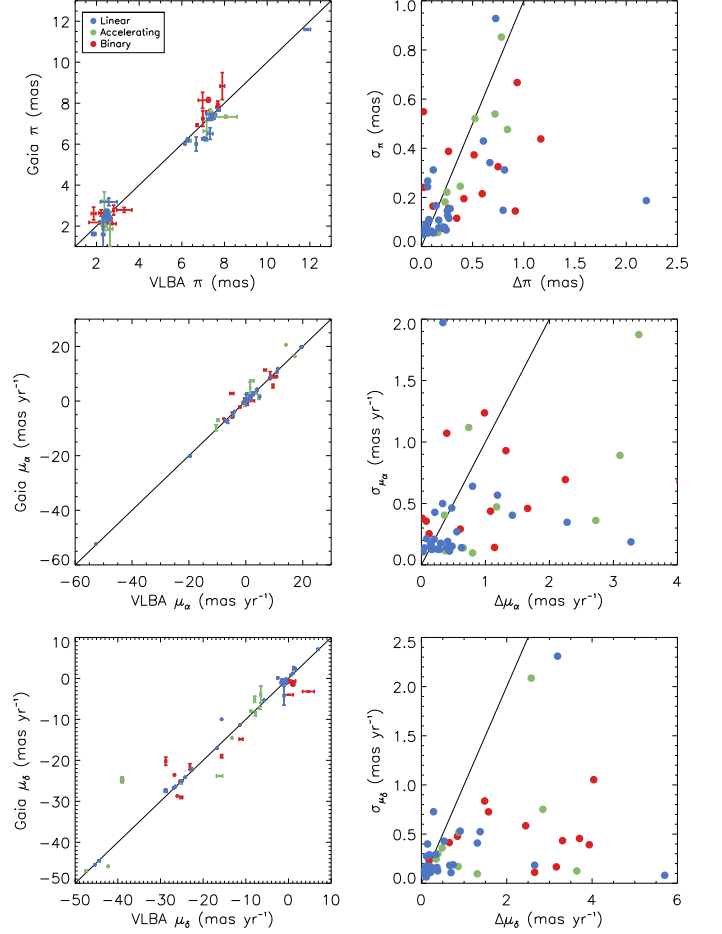 Linear
Accelerating
Binary
12
10
8
6
4
2
2 4 6 8 10 12
Gaia π (mas)
VLBA π (mas)
1.0
0.8
0.6
0.4
0.2
0.0
0.0 0.5 1.0 1.5 2.0 2.5
σπ (mas)
Δπ (mas)
20
0
−20
−40
−60
−60 −40 −20 0 20
Gaia μα (mas yr⁻¹)
VLBA μα (mas yr⁻¹)
2.0
1.5
1.0
0.5
0.0
0 1 2 3 4
σμα (mas yr⁻¹)
Δμα (mas yr⁻¹)
10
0
−10
−20
−30
−40
−50
−50 −40 −30 −20 −10 0 10
Gaia μδ (mas yr⁻¹)
VLBA μδ (mas yr⁻¹)
2.5
2.0
1.5
1.0
0.5
0.0
0 2 4 6
σμδ (mas yr⁻¹)
Δμδ (mas yr⁻¹)